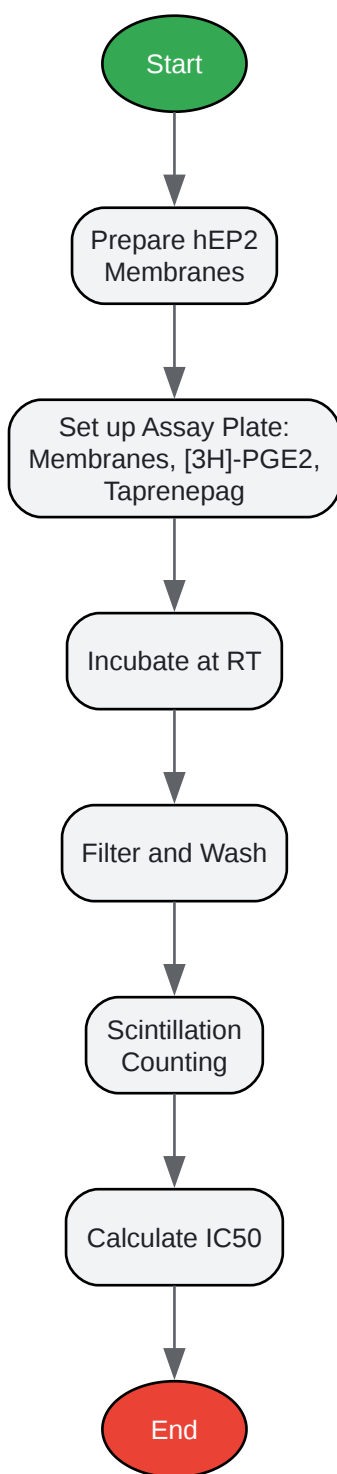 Start
Prepare hEP2
Membranes
Set up Assay Plate:
Membranes, [3H]-PGE2,
Taprenepag
Incubate at RT
Filter and Wash
Scintillation
Counting
Calculate IC50
End